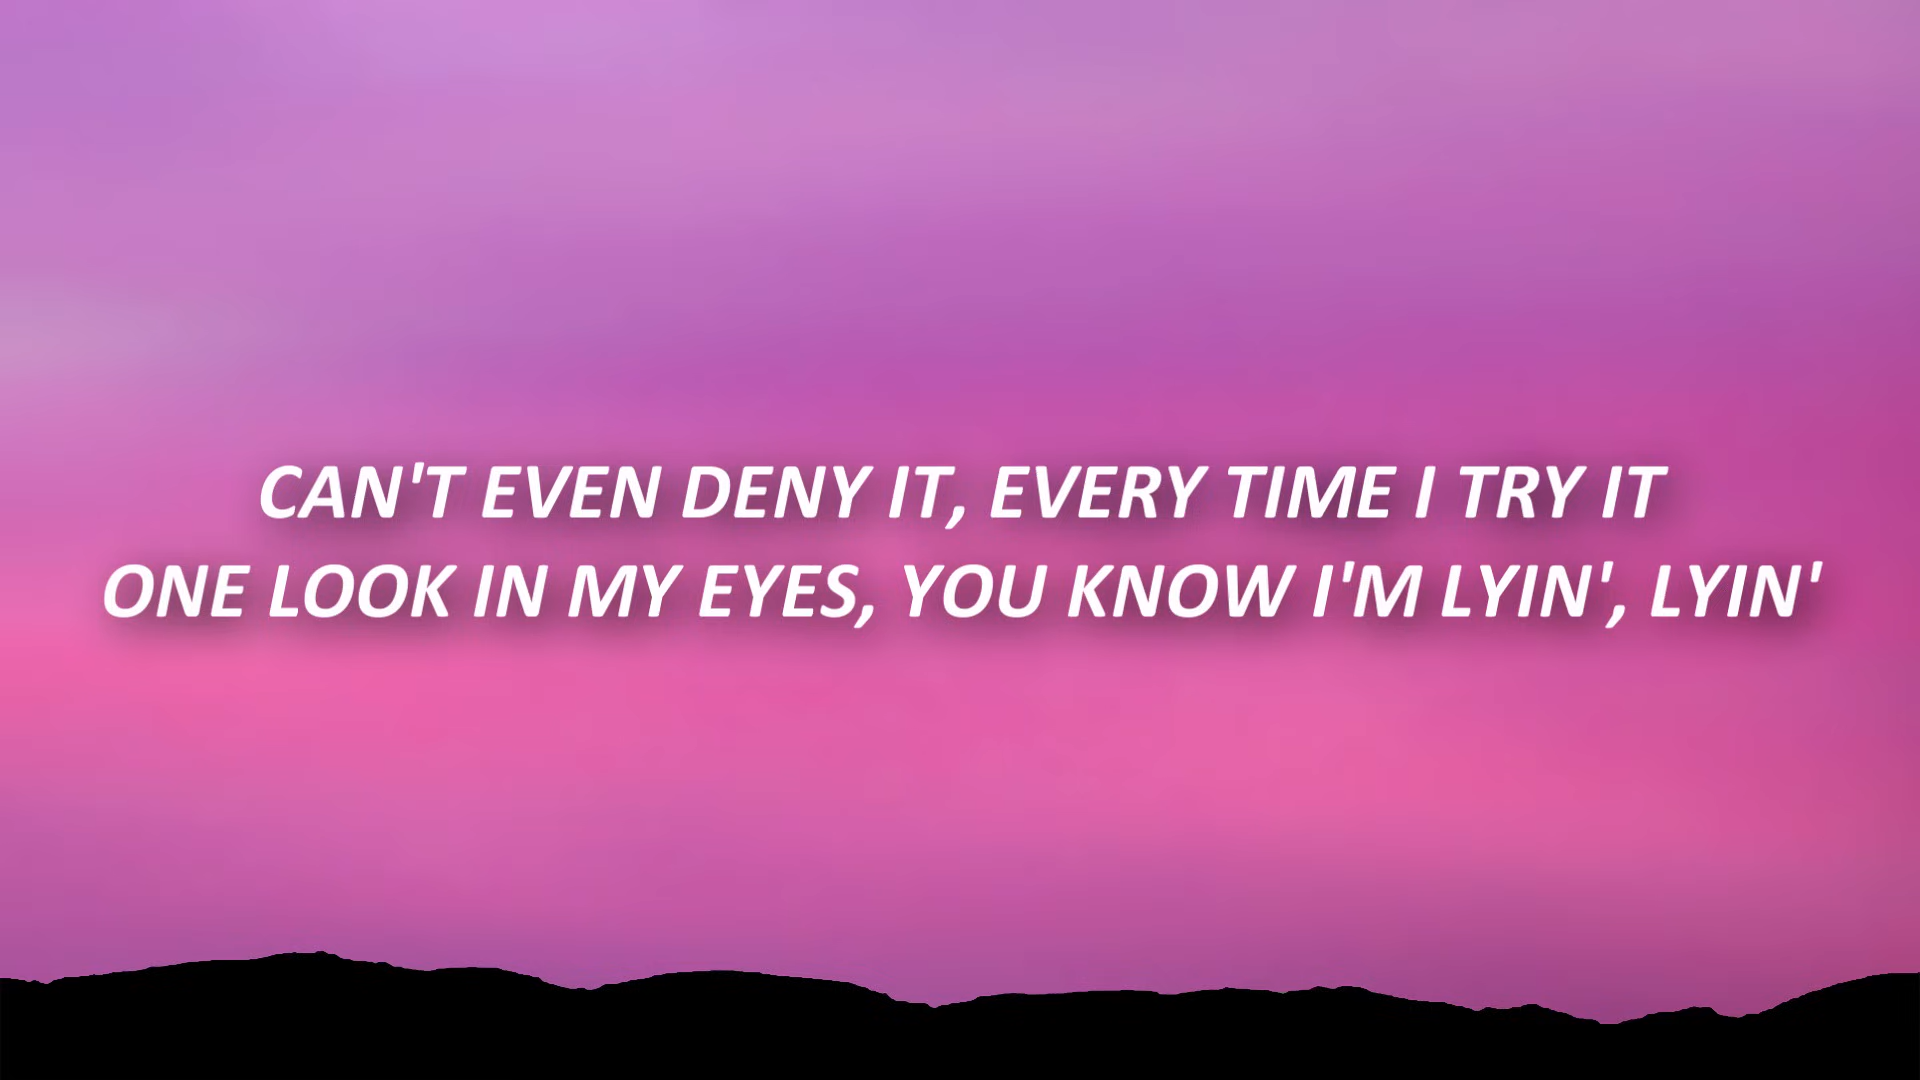 CAN'T EVEN DENY IT, EVERY TIME I TRY IT
ONE LOOK IN MY EYES, YOU KNOW I'M LYIN', LYIN'